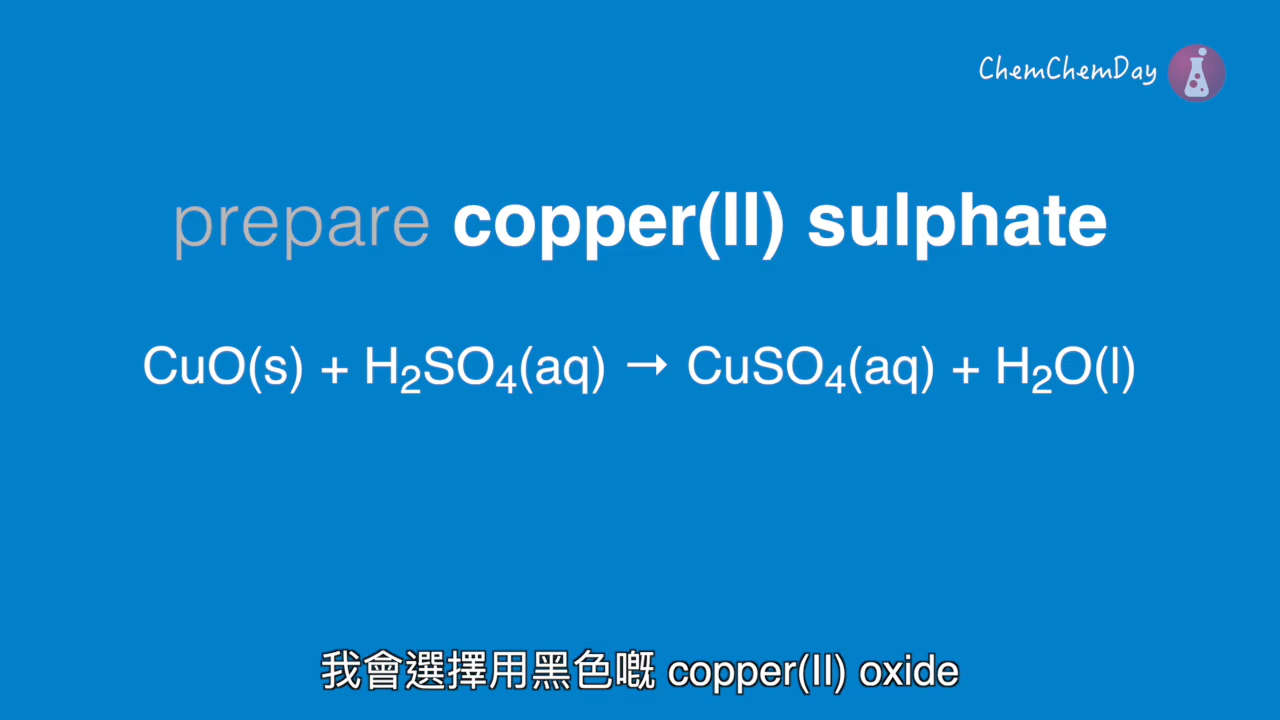 ChemChemDay
prepare copper(II) sulphate
CuO(s) + H₂SO₄(aq) → CuSO₄(aq) + H₂O(l)
我會選擇用黑色嘅 copper(II) oxide